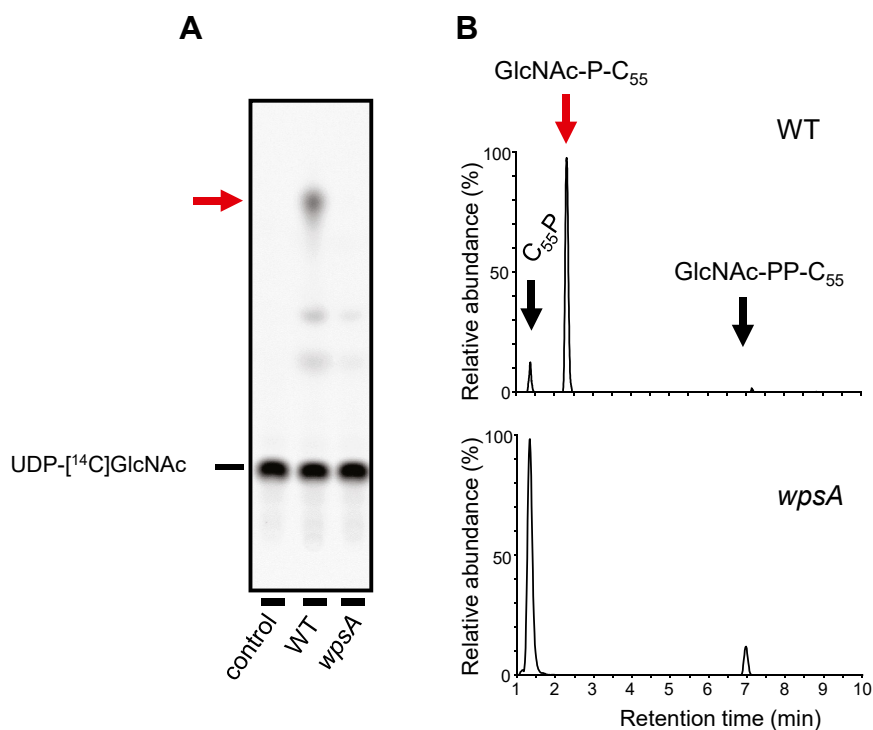 A
UDP-[¹⁴C]GlcNAc
control
WT
wpsA
B
GlcNAc-P-C₅₅
WT
C₅₅P
GlcNAc-PP-C₅₅
Relative abundance (%)
100
50
0
wpsA
Relative abundance (%)
100
50
0
1 2 3 4 5 6 7 8 9 10
Retention time (min)